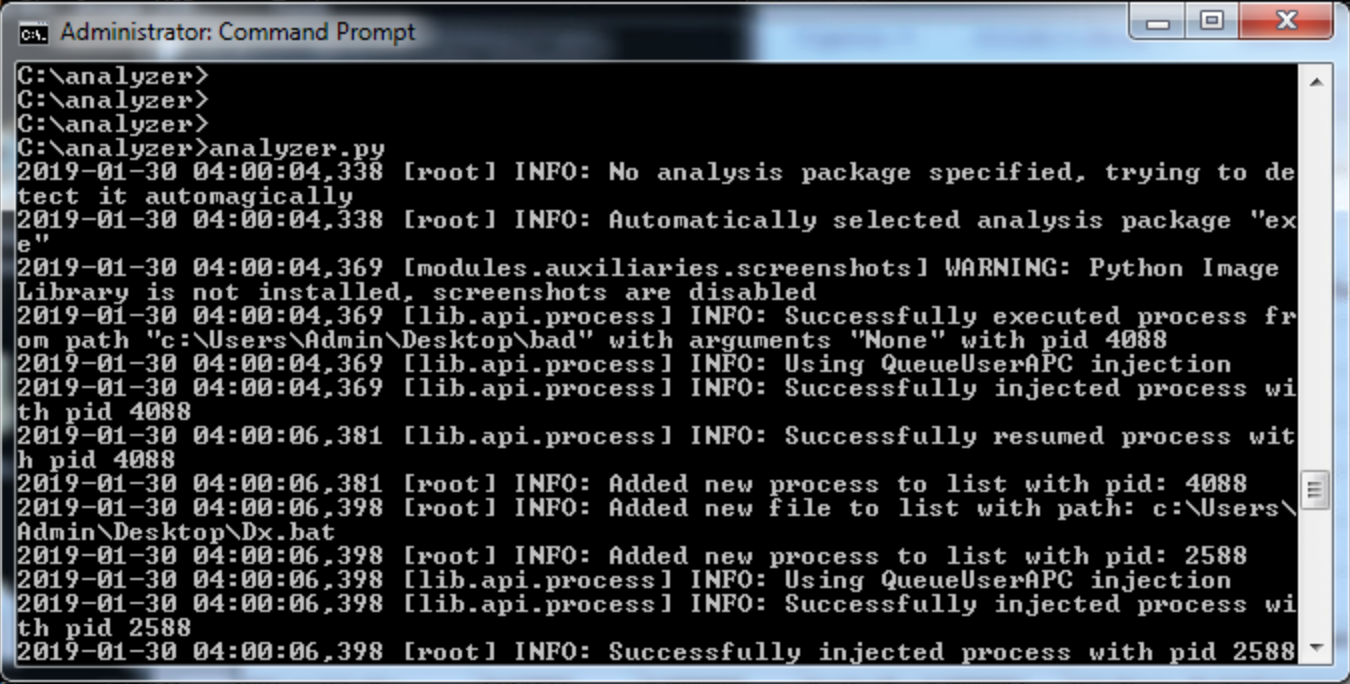 Administrator: Command Prompt
C:\analyzer>
C:\analyzer>
C:\analyzer>
C:\analyzer>analyzer.py
2019-01-30 04:00:04,338 [root] INFO: No analysis package specified, trying to de
tect it automagically
2019-01-30 04:00:04,338 [root] INFO: Automatically selected analysis package "ex
e"
2019-01-30 04:00:04,369 [modules.auxiliaries.screenshots] WARNING: Python Image
Library is not installed, screenshots are disabled
2019-01-30 04:00:04,369 [lib.api.process] INFO: Successfully executed process fr
om path "c:\Users\Admin\Desktop\bad" with arguments "None" with pid 4088
2019-01-30 04:00:04,369 [lib.api.process] INFO: Using QueueUserAPC injection
2019-01-30 04:00:04,369 [lib.api.process] INFO: Successfully injected process wi
th pid 4088
2019-01-30 04:00:06,381 [lib.api.process] INFO: Successfully resumed process wit
h pid 4088
2019-01-30 04:00:06,381 [root] INFO: Added new process to list with pid: 4088
2019-01-30 04:00:06,398 [root] INFO: Added new file to list with path: c:\Users\
Admin\Desktop\Dx.bat
2019-01-30 04:00:06,398 [root] INFO: Added new process to list with pid: 2588
2019-01-30 04:00:06,398 [lib.api.process] INFO: Using QueueUserAPC injection
2019-01-30 04:00:06,398 [lib.api.process] INFO: Successfully injected process wi
th pid 2588
2019-01-30 04:00:06,398 [root] INFO: Successfully injected process with pid 2588